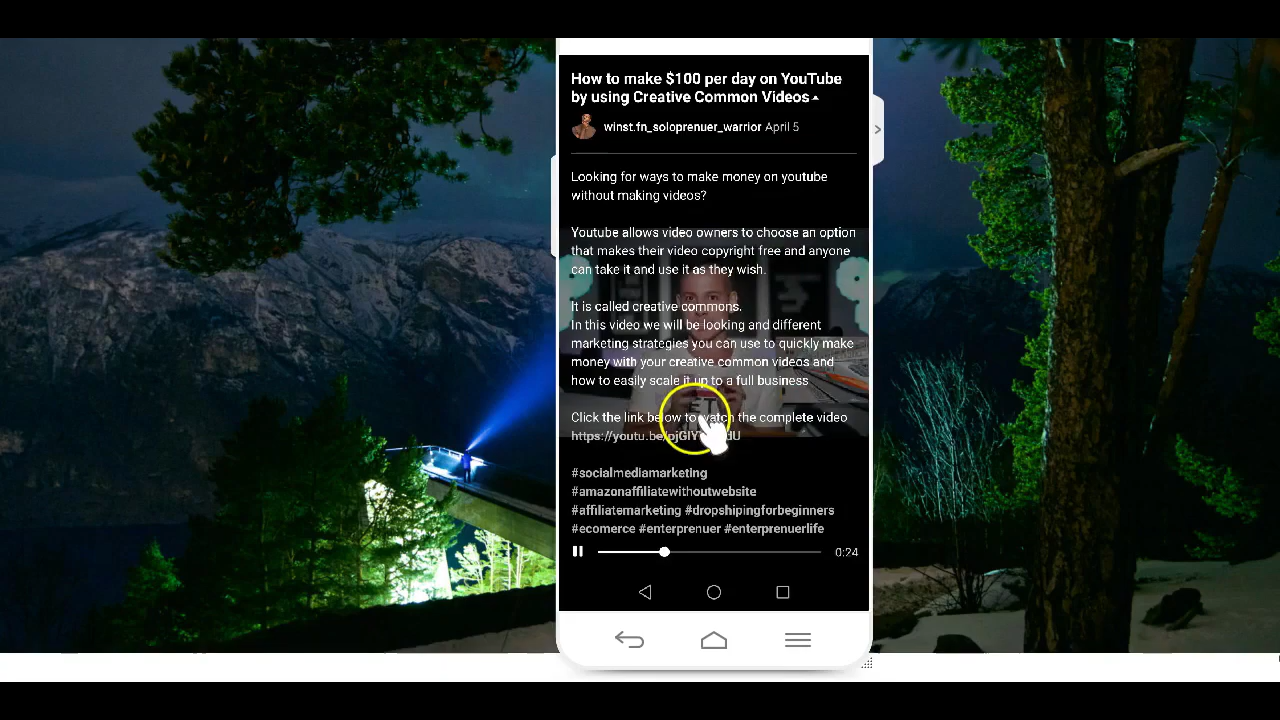 How to make $100 per day on YouTube
by using Creative Common Videos
winst.fn_soloprenuer_warrior April 5
Looking for ways to make money on youtube
without making videos?
Youtube allows video owners to choose an option
that makes their video copyright free and anyone
can take it and use it as they wish.
It is called creative commons.
In this video we will be looking and different
marketing strategies you can use to quickly make
money with your creative common videos and
how to easily scale it up to a full business
Click the link below to watch the complete video
#socialmediamarketing
#amazonaffiliatewithoutwebsite
#affiliatemarketing #dropshipingforbeginners
#ecomerce #enterprenuer #enterprenuerlife
0:24